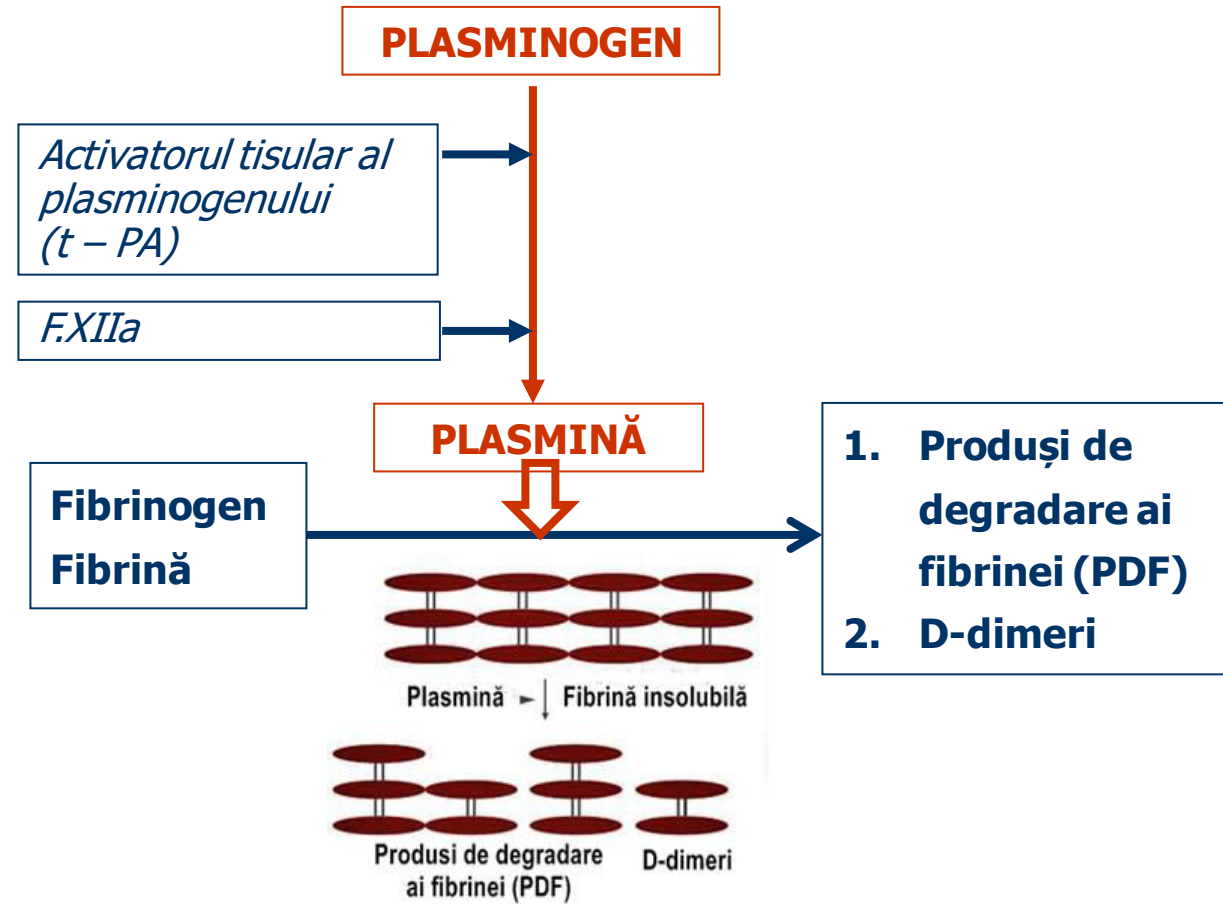 PLASMINOGEN
Activatorul tisular al
plasminogenului
(t – PA)
F.XIIa
PLASMINĂ
Fibrinogen
Fibrină
1. Produși de
degradare ai
fibrinei (PDF)
2. D-dimeri
Plasmină Fibrină insolubilă
Produsi de degradare
ai fibrinei (PDF)
D-dimeri